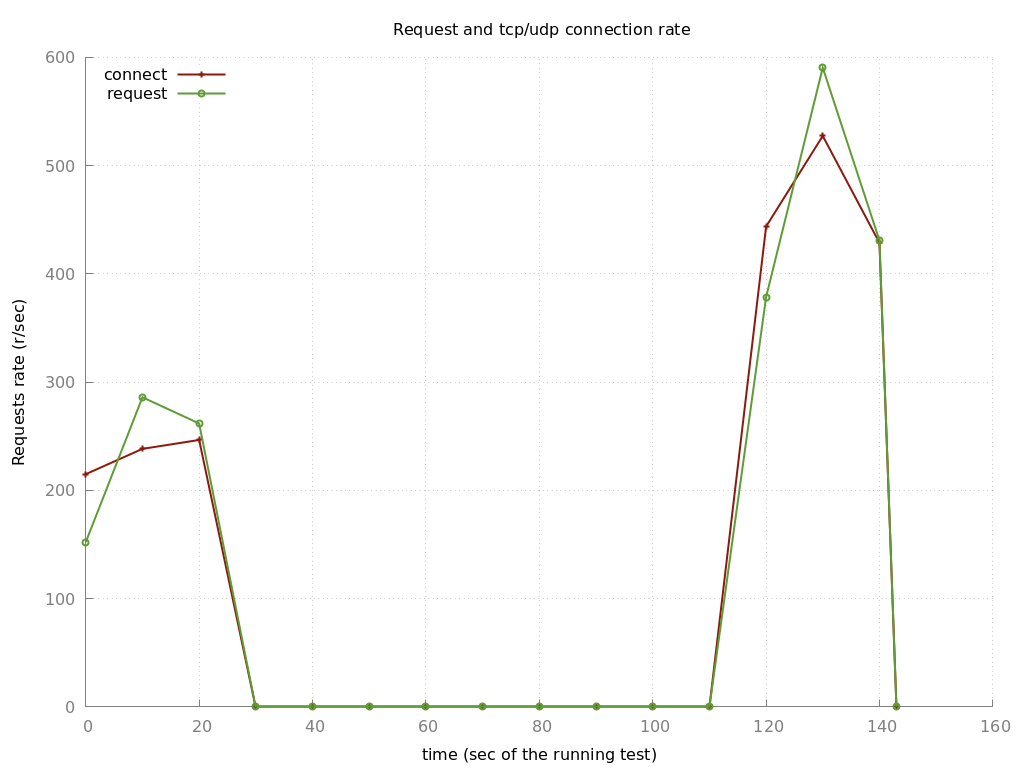 Request and tcp/udp connection rate
600
connect
request
500
400
300
200
100
0
Requests rate (r/sec)
0 20 40 60 80 100 120 140 160
time (sec of the running test)